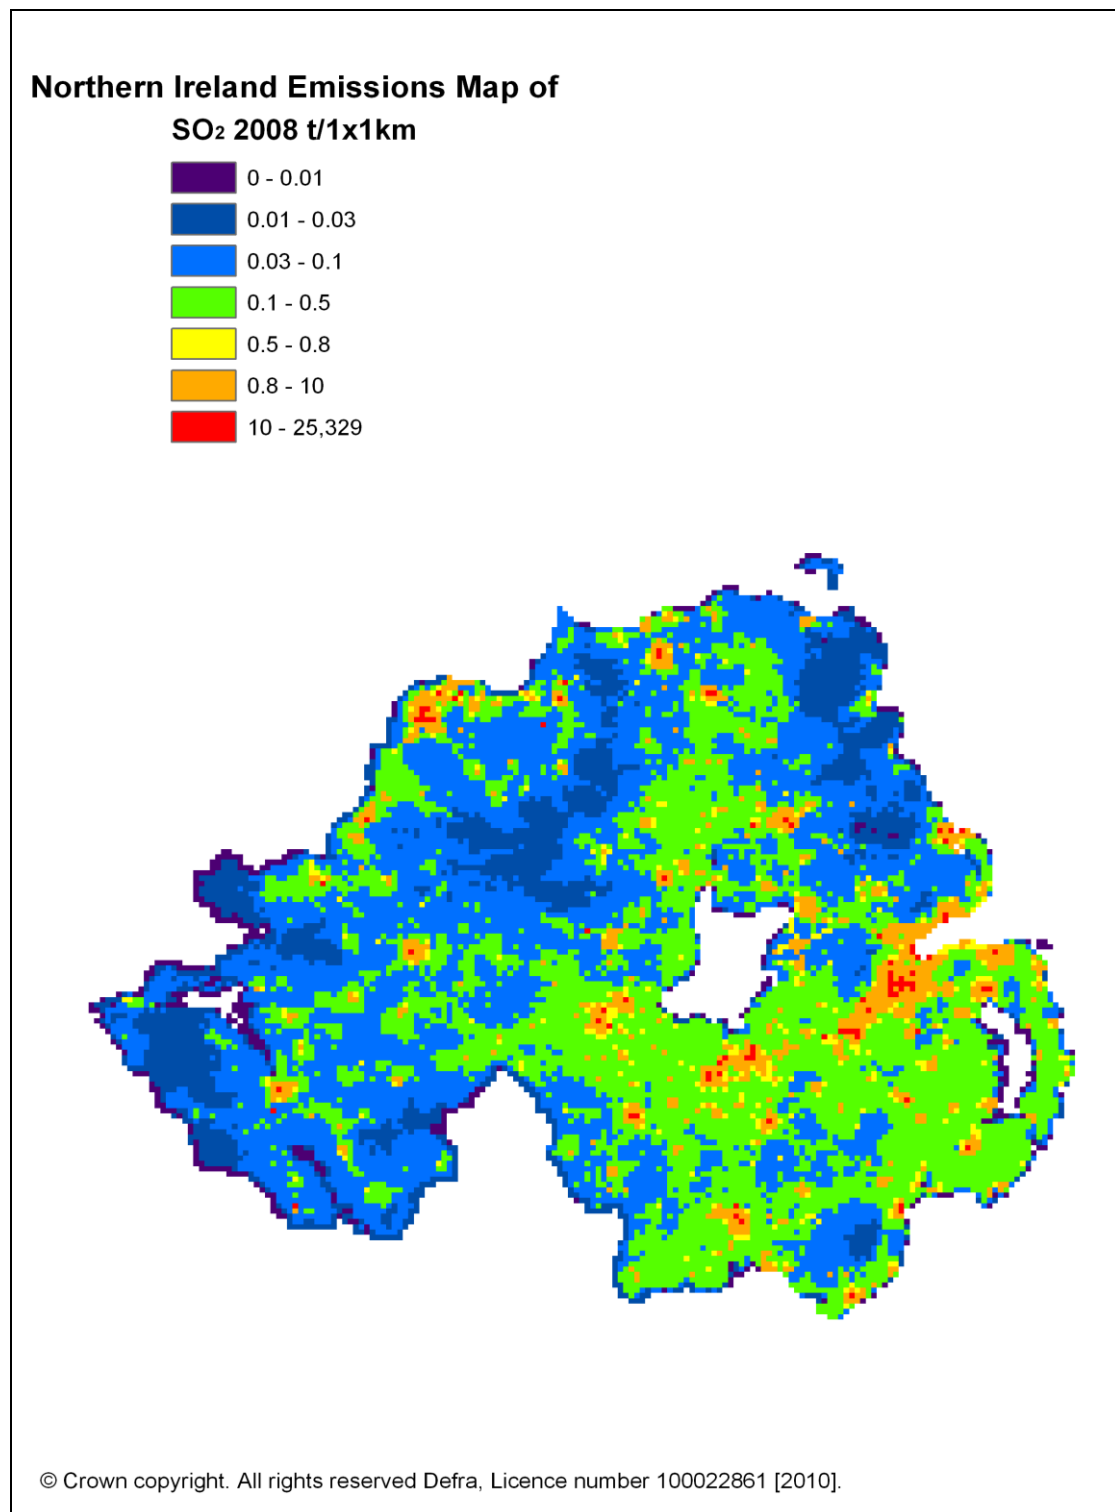 Northern Ireland Emissions Map of
SO₂ 2008 t/1x1km
0 - 0.01
0.01 - 0.03
0.03 - 0.1
0.1 - 0.5
0.5 - 0.8
0.8 - 10
10 - 25,329
© Crown copyright. All rights reserved Defra, Licence number 100022861 [2010].